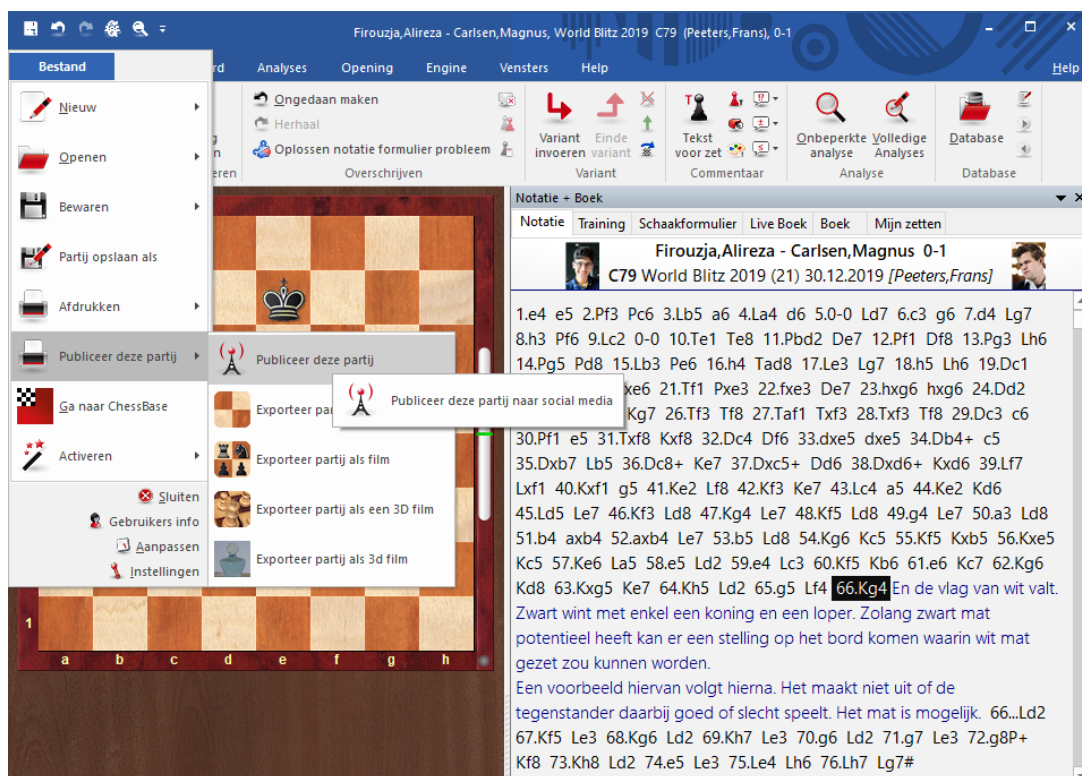 Firouzja,Alireza - Carlsen,Magnus, World Blitz 2019 C79 (Peeters,Frans), 0-1
Bestand
rd Analyses Opening Engine Vensters Help
Help
Nieuw
Openen
Bewaren
Partij opslaan als
Afdrukken
Publiceer deze partij
Ga naar ChessBase
Activeren
Sluiten
Gebruikers info
Aanpassen
Instellingen
Publiceer deze partij
Publiceer deze partij naar social media
Exporteer partij als film
Exporteer partij als een 3D film
Exporteer partij als 3d film
Ongedaan maken
Herhaal
Oplossen notatie formulier probleem
Overschrijven
Variant invoeren
Einde variant
Variant
Tekst voor zet
Commentaar
Onbeperkte analyse
Volledige Analyses
Analyse
Database
Database
Notatie + Boek
Notatie Training Schaakformulier Live Boek Boek Mijn zetten
Firouzja,Alireza - Carlsen,Magnus 0-1
C79 World Blitz 2019 (21) 30.12.2019 [Peeters,Frans]
1.e4 e5 2.Pf3 Pc6 3.Lb5 a6 4.La4 d6 5.0-0 Ld7 6.c3 g6 7.d4 Lg7
8.h3 Pf6 9.Lc2 0-0 10.Te1 Te8 11.Pbd2 De7 12.Pf1 Df8 13.Pg3 Lh6
14.Pg5 Pd8 15.Lb3 Pe6 16.h4 Tad8 17.Le3 Lg7 18.h5 Lh6 19.Dc1
xe6 21.Tf1 Pxe3 22.fxe3 De7 23.hxg6 hxg6 24.Dd2
Kg7 26.Tf3 Tf8 27.Taf1 Txf3 28.Txf3 Tf8 29.Dc3 c6
30.Pf1 e5 31.Txf8 Kxf8 32.Dc4 Df6 33.dxe5 dxe5 34.Db4+ c5
35.Dxb7 Lb5 36.Dc8+ Ke7 37.Dxc5+ Dd6 38.Dxd6+ Kxd6 39.Lf7
Lxf1 40.Kxf1 g5 41.Ke2 Lf8 42.Kf3 Ke7 43.Lc4 a5 44.Ke2 Kd6
45.Ld5 Le7 46.Kf3 Ld8 47.Kg4 Le7 48.Kf5 Ld8 49.g4 Le7 50.a3 Ld8
51.b4 axb4 52.axb4 Le7 53.b5 Ld8 54.Kg6 Kc5 55.Kf5 Kxb5 56.Kxe5
Kc5 57.Ke6 La5 58.e5 Ld2 59.e4 Lc3 60.Kf5 Kb6 61.e6 Kc7 62.Kg6
Kd8 63.Kxg5 Ke7 64.Kh5 Ld2 65.g5 Lf4 66.Kg4 En de vlag van wit valt.
Zwart wint met enkel een koning en een loper. Zolang zwart mat
potentieel heeft kan er een stelling op het bord komen waarin wit mat
gezet zou kunnen worden.
Een voorbeeld hiervan volgt hierna. Het maakt niet uit of de
tegenstander daarbij goed of slecht speelt. Het mat is mogelijk. 66...Ld2
67.Kf5 Le3 68.Kg6 Ld2 69.Kh7 Le3 70.g6 Ld2 71.g7 Le3 72.g8P+
Kf8 73.Kh8 Ld2 74.e5 Le3 75.Le4 Lh6 76.Lh7 Lg7#
1
a b c d e f g h